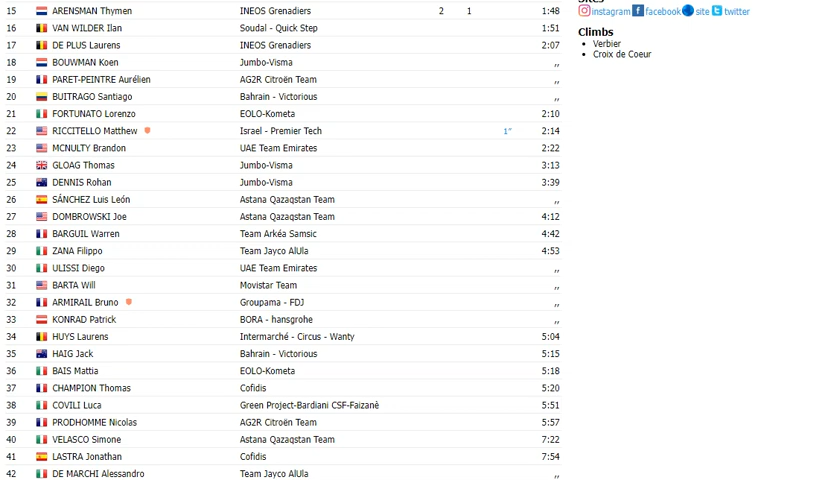 15 ARENSMAN Thymen INEOS Grenadiers 2 1 1:48
16 VAN WILDER Ilan Soudal - Quick Step 1:51
17 DE PLUS Laurens INEOS Grenadiers 2:07
18 BOUWMAN Koen Jumbo-Visma ,,
19 PARET-PEINTRE Aurélien AG2R Citroën Team ,,
20 BUITRAGO Santiago Bahrain - Victorious ,,
21 FORTUNATO Lorenzo EOLO-Kometa 2:10
22 RICCITELLO Matthew Israel - Premier Tech 1″ 2:14
23 MCNULTY Brandon UAE Team Emirates 2:22
24 GLOAG Thomas Jumbo-Visma 3:13
25 DENNIS Rohan Jumbo-Visma 3:39
26 SÁNCHEZ Luis León Astana Qazaqstan Team ,,
27 DOMBROWSKI Joe Astana Qazaqstan Team 4:12
28 BARGUIL Warren Team Arkéa Samsic 4:42
29 ZANA Filippo Team Jayco AlUla 4:53
30 ULISSI Diego UAE Team Emirates ,,
31 BARTA Will Movistar Team ,,
32 ARMIRAIL Bruno Groupama - FDJ ,,
33 KONRAD Patrick BORA - hansgrohe ,,
34 HUYS Laurens Intermarché - Circus - Wanty 5:04
35 HAIG Jack Bahrain - Victorious 5:15
36 BAIS Mattia EOLO-Kometa 5:18
37 CHAMPION Thomas Cofidis 5:20
38 COVILI Luca Green Project-Bardiani CSF-Faizanè 5:51
39 PRODHOMME Nicolas AG2R Citroën Team 5:57
40 VELASCO Simone Astana Qazaqstan Team 7:22
41 LASTRA Jonathan Cofidis 7:54
42 DE MARCHI Alessandro Team Jayco AlUla ,,
instagram facebook site twitter
Climbs
• Verbier
• Croix de Coeur